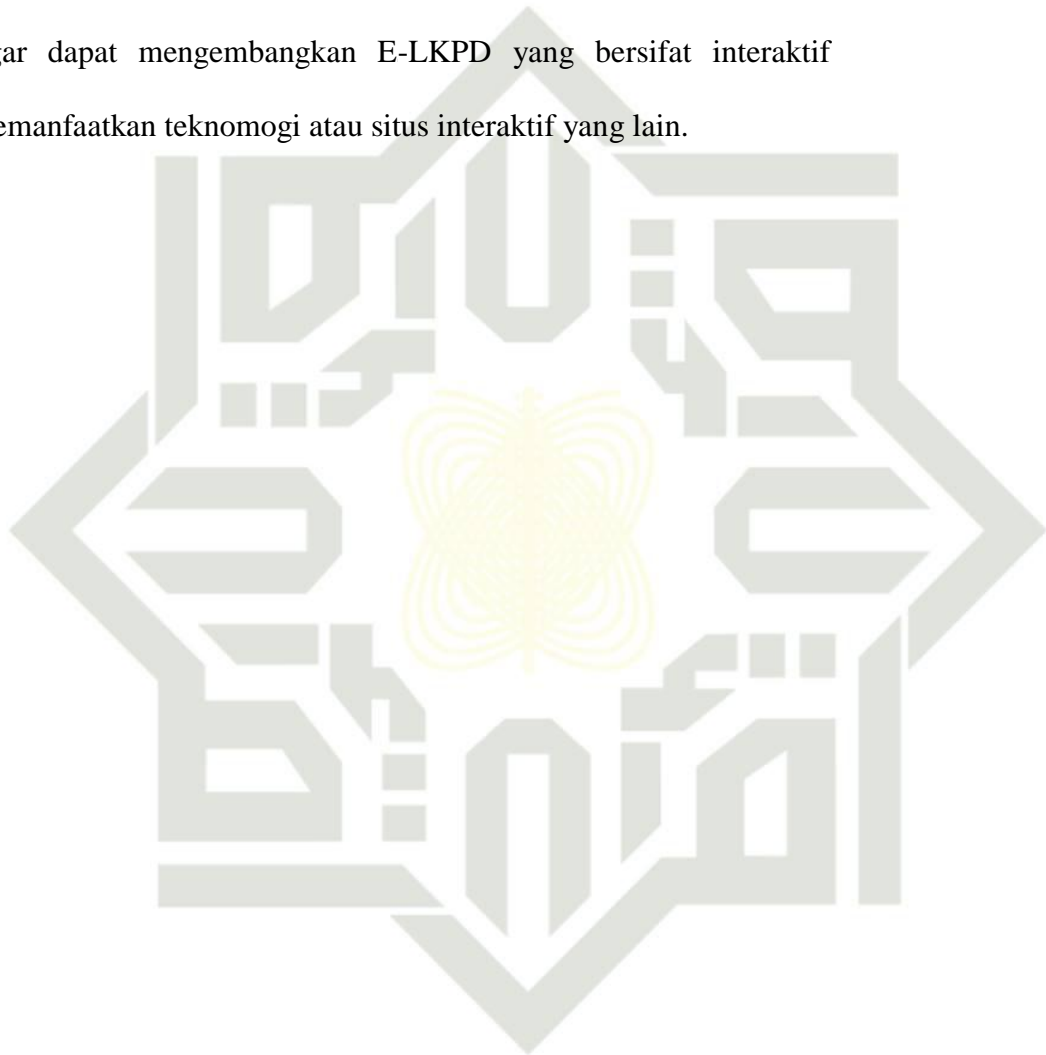 gar dapat mengembangkan E-LKPD yang bersifat interaktif
emanfaatkan teknomogi atau situs interaktif yang lain.